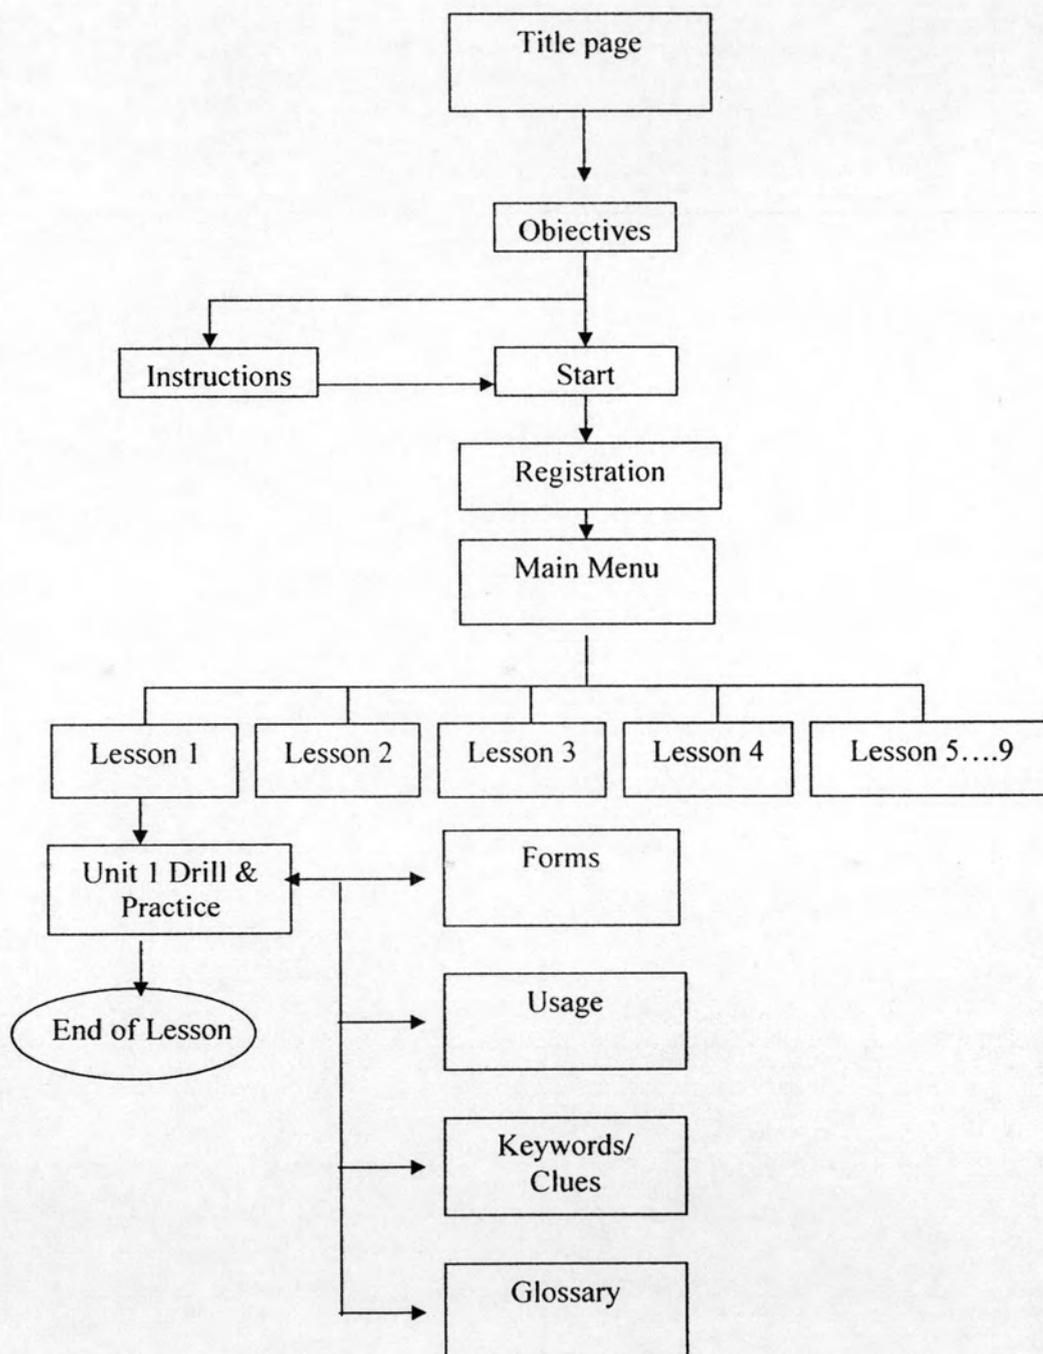 Title page
Obiectives
Instructions
Start
Registration
Main Menu
Lesson 1
Lesson 2
Lesson 3
Lesson 4
Lesson 5....9
Unit 1 Drill &
Practice
Forms
End of Lesson
Usage
Keywords/
Clues
Glossary